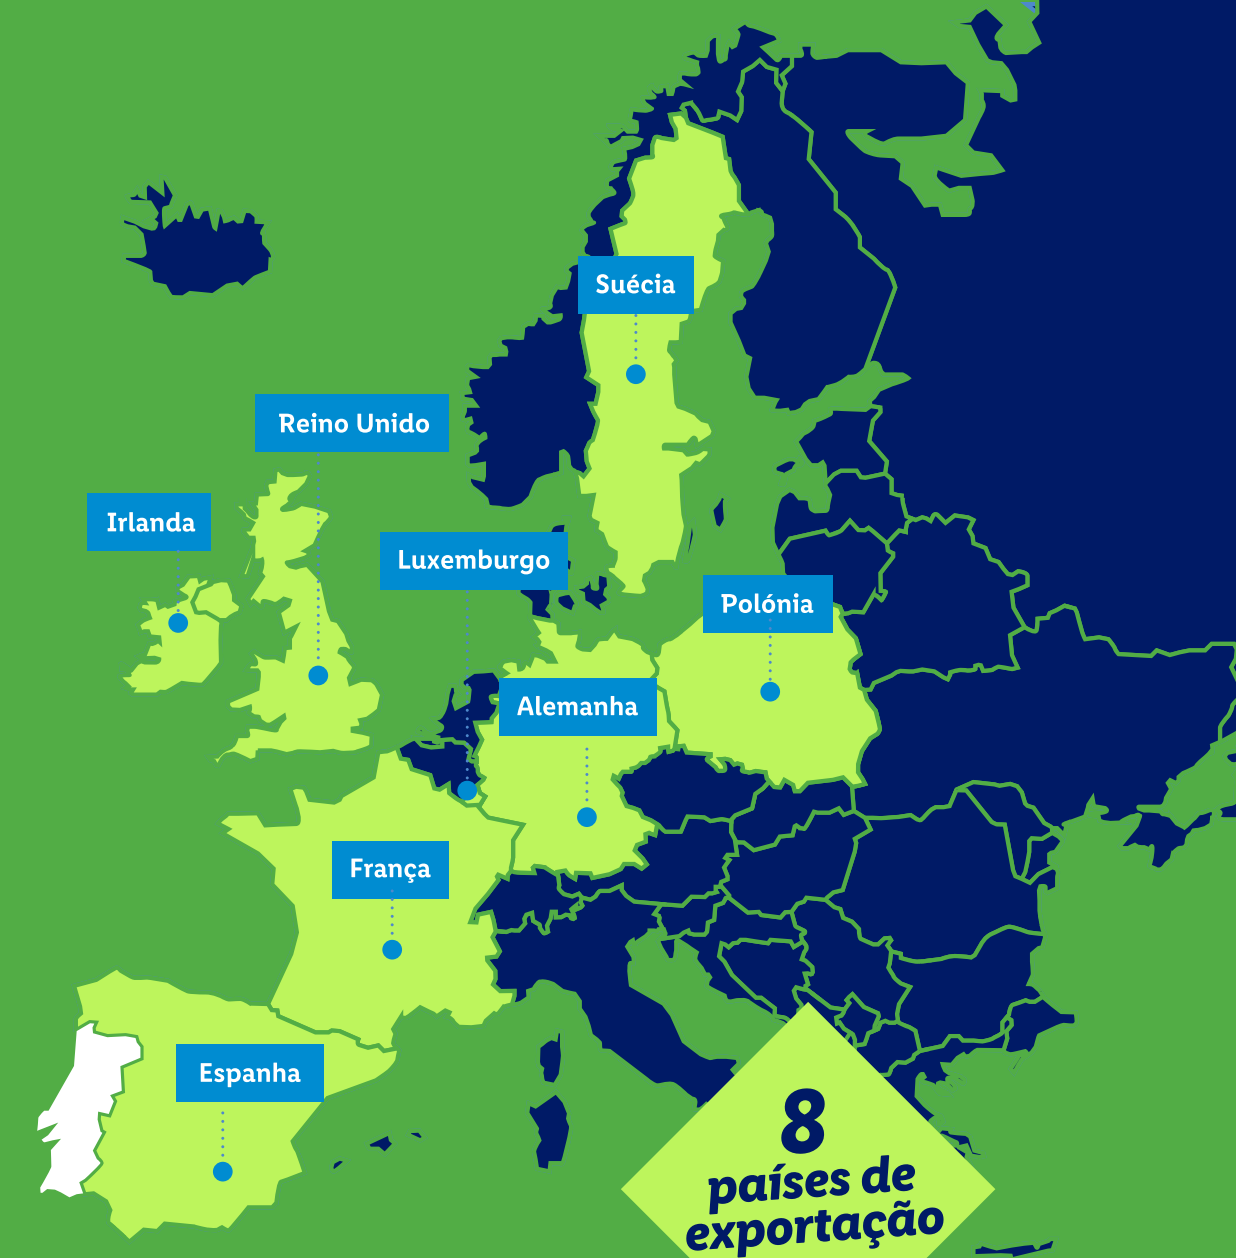 Suécia
Reino Unido
Irlanda
Luxemburgo
Polónia
Alemanha
França
Espanha
8
países de
exportação